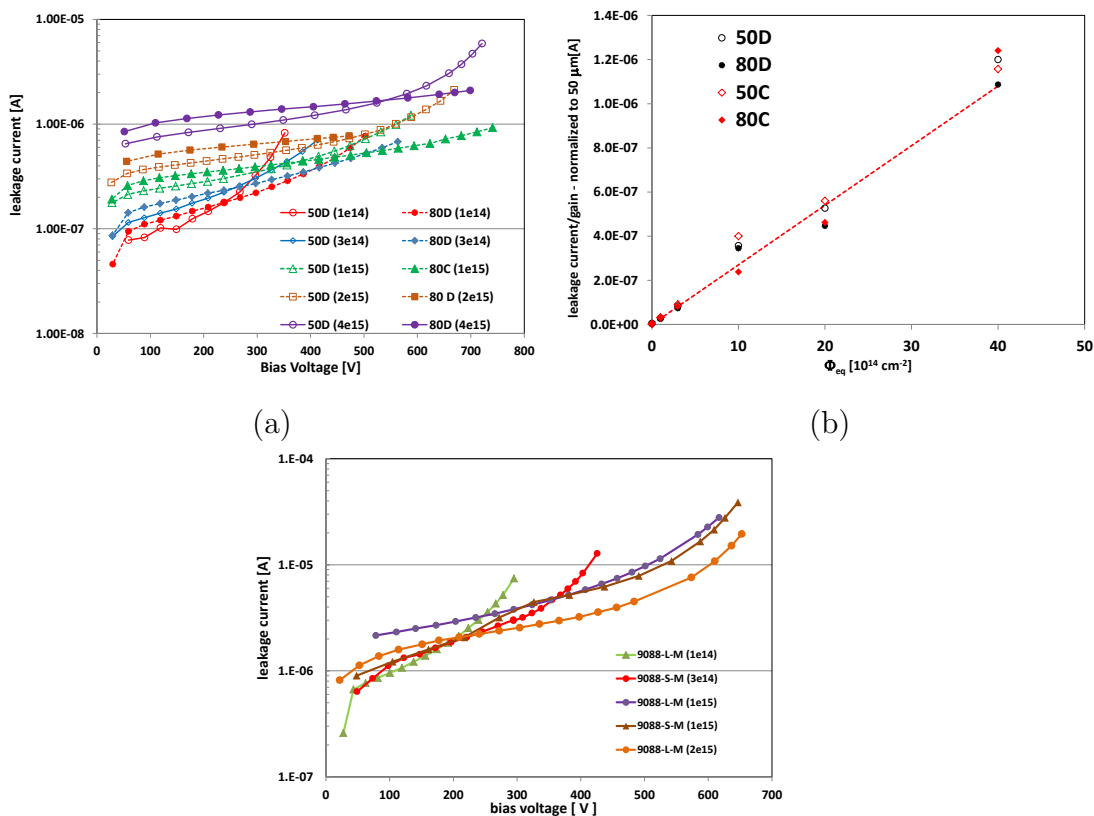 1.00E-05
1.00E-06
1.00E-07
1.00E-08
leakage current [A]
50D (1e14)
80D (1e14)
50D (3e14)
80D (3e14)
50D (1e15)
80C (1e15)
50D (2e15)
80 D (2e15)
50D (4e15)
80D (4e15)
0 100 200 300 400 500 600 700 800
Bias Voltage [V]
(a)
1.4E-06
1.2E-06
1.0E-06
8.0E-07
6.0E-07
4.0E-07
2.0E-07
0.0E+00
leakage current/gain - normalized to 50 μm[A]
50D
80D
50C
80C
0 10 20 30 40 50
Φeq [10¹⁴ cm⁻²]
(b)
1.E-04
1.E-05
1.E-06
1.E-07
leakage current [A]
9088-L-M (1e14)
9088-S-M (3e14)
9088-L-M (1e15)
9088-S-M (1e15)
9088-L-M (2e15)
0 100 200 300 400 500 600 700
bias voltage [ V ]